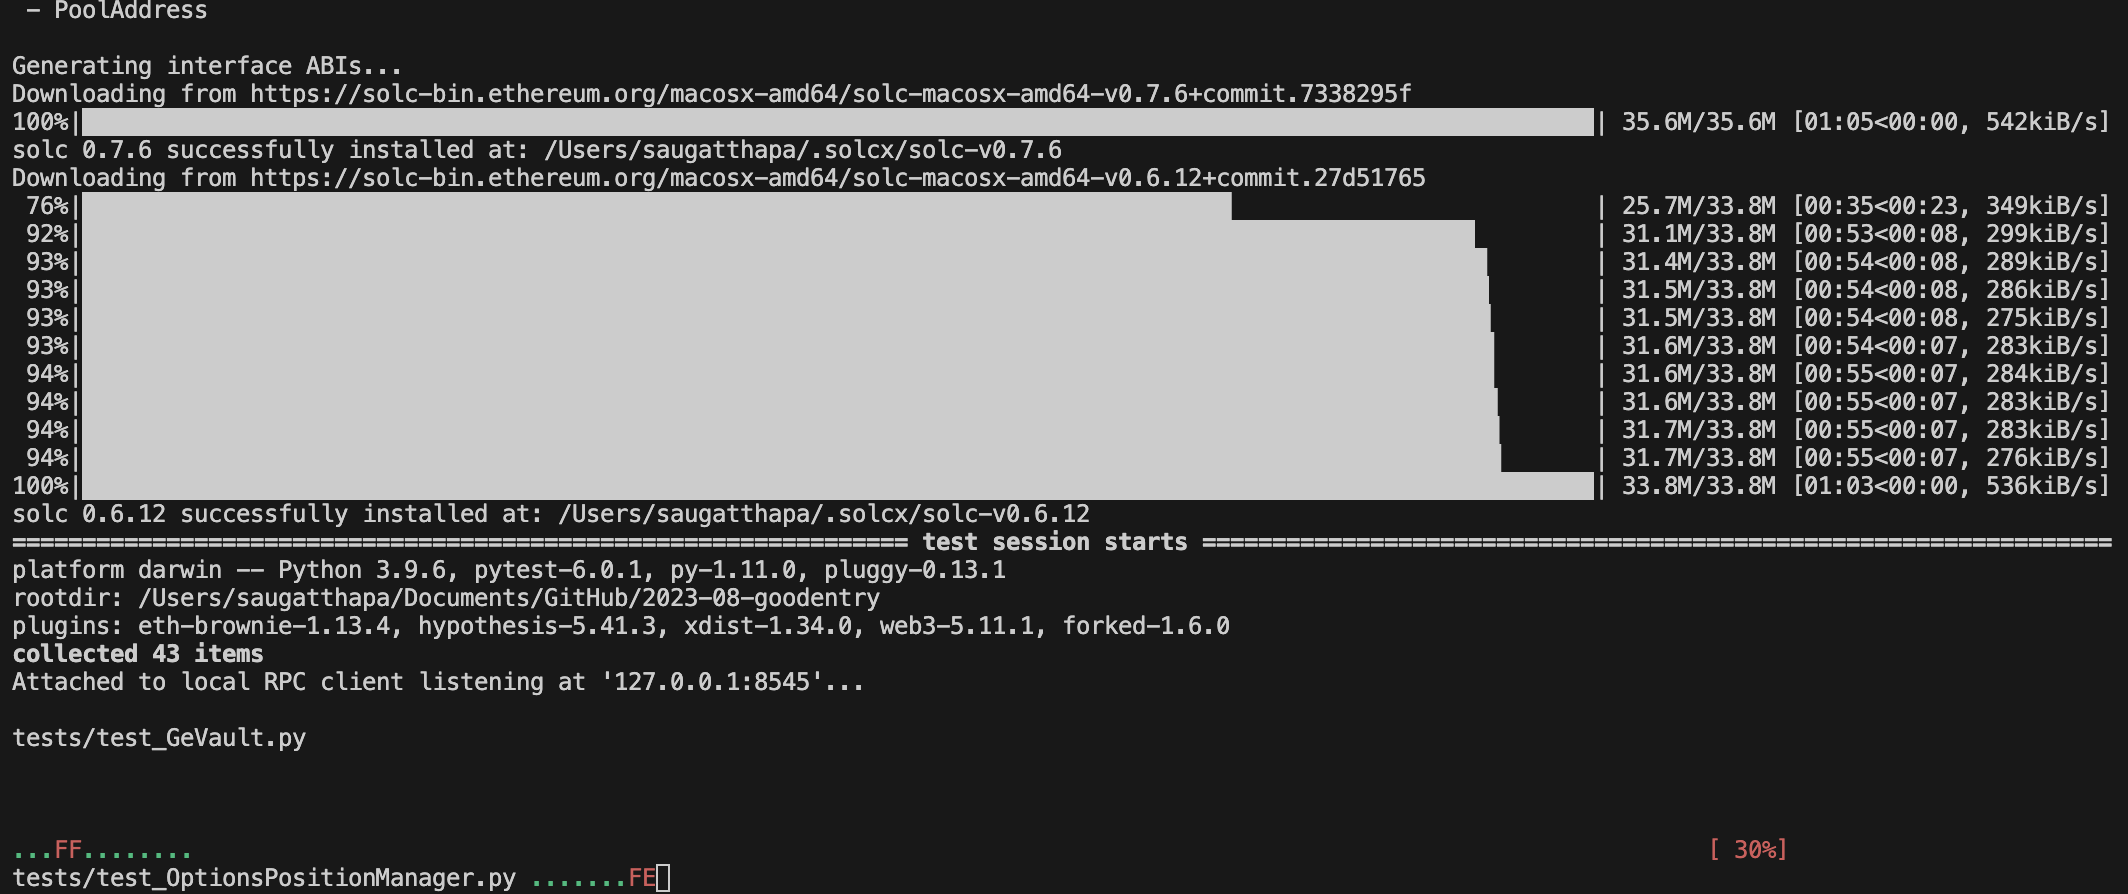 - PoolAddress
Generating interface ABIs...
Downloading from https://solc-bin.ethereum.org/macosx-amd64/solc-macosx-amd64-v0.7.6+commit.7338295f
100%| | 35.6M/35.6M [01:05<00:00, 542kiB/s]
solc 0.7.6 successfully installed at: /Users/saugatthapa/.solcx/solc-v0.7.6
Downloading from https://solc-bin.ethereum.org/macosx-amd64/solc-macosx-amd64-v0.6.12+commit.27d51765
76%| | 25.7M/33.8M [00:35<00:23, 349kiB/s]
92%| | 31.1M/33.8M [00:53<00:08, 299kiB/s]
93%| | 31.4M/33.8M [00:54<00:08, 289kiB/s]
93%| | 31.5M/33.8M [00:54<00:08, 286kiB/s]
93%| | 31.5M/33.8M [00:54<00:08, 275kiB/s]
93%| | 31.6M/33.8M [00:54<00:07, 283kiB/s]
94%| | 31.6M/33.8M [00:55<00:07, 284kiB/s]
94%| | 31.6M/33.8M [00:55<00:07, 283kiB/s]
94%| | 31.7M/33.8M [00:55<00:07, 283kiB/s]
94%| | 31.7M/33.8M [00:55<00:07, 276kiB/s]
100%| | 33.8M/33.8M [01:03<00:00, 536kiB/s]
solc 0.6.12 successfully installed at: /Users/saugatthapa/.solcx/solc-v0.6.12
================================================================ test session starts =================================================================
platform darwin -- Python 3.9.6, pytest-6.0.1, py-1.11.0, pluggy-0.13.1
rootdir: /Users/saugatthapa/Documents/GitHub/2023-08-goodentry
plugins: eth-brownie-1.13.4, hypothesis-5.41.3, xdist-1.34.0, web3-5.11.1, forked-1.6.0
collected 43 items
Attached to local RPC client listening at '127.0.0.1:8545'...
tests/test_GeVault.py
...FF........ [ 30%]
tests/test_OptionsPositionManager.py .......FE